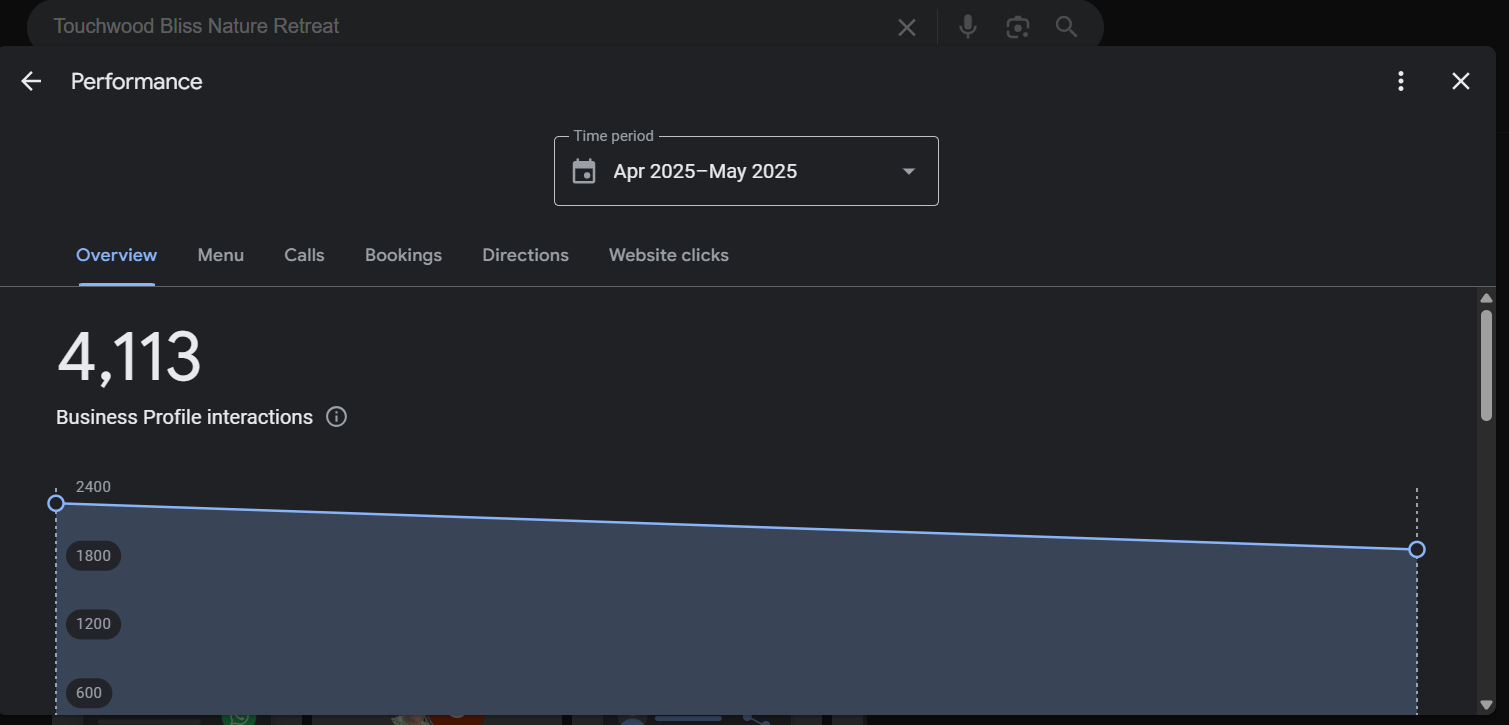 Touchwood Bliss Nature Retreat
Performance
Time period
Apr 2025–May 2025
Overview
Menu
Calls
Bookings
Directions
Website clicks
4,113
Business Profile interactions
2400
1800
1200
600